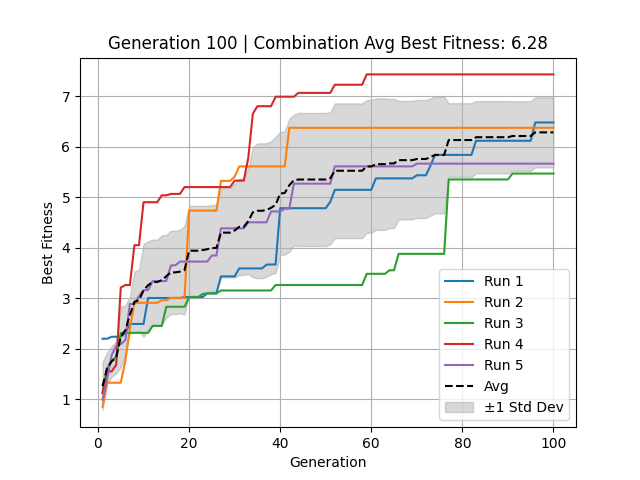 Generation 100 | Combination Avg Best Fitness: 6.28
Best Fitness
7
6
5
4
3
2
1
0
20
40
60
80
100
Generation
Run 1
Run 2
Run 3
Run 4
Run 5
Avg
±1 Std Dev